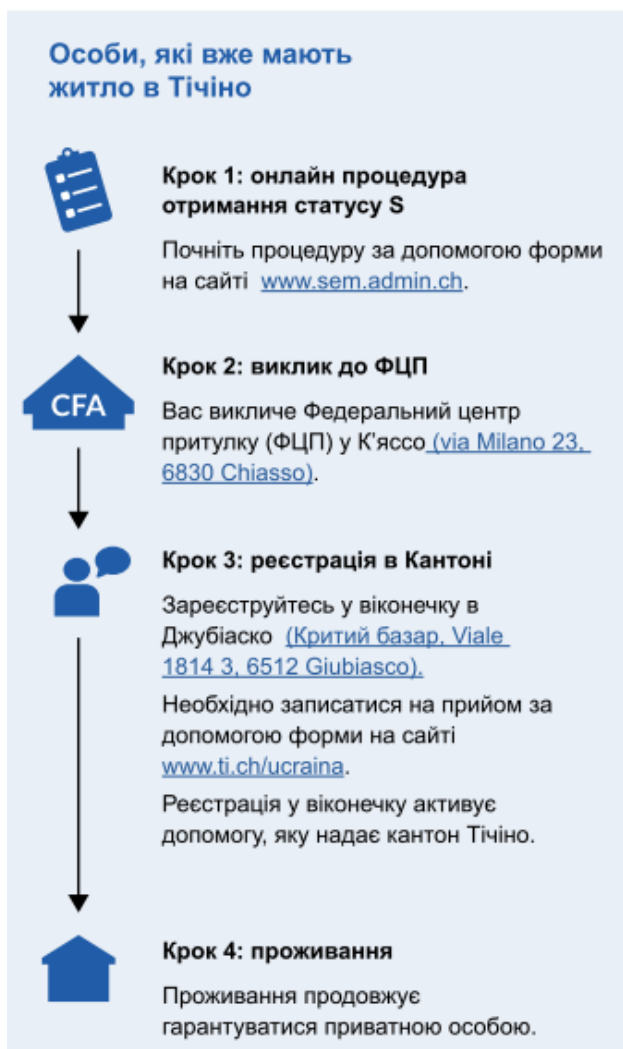 Особи, які вже мають
житло в Тічіно
Крок 1: онлайн процедура
отримання статусу S
Почніть процедуру за допомогою форми
на сайті www.sem.admin.ch.
Крок 2: виклик до ФЦП
CFA
Вас викличе Федеральний центр
притулку (ФЦП) у К’яссо (via Milano 23,
6830 Chiasso).
Крок 3: реєстрація в Кантоні
Зареєструйтесь у віконечку в
Джубіаско (Критий базар, Viale
1814 3, 6512 Giubiasco).
Необхідно записатися на прийом за
допомогою форми на сайті
www.ti.ch/ucraina.
Реєстрація у віконечку активує
допомогу, яку надає кантон Тічіно.
Крок 4: проживання
Проживання продовжує
гарантуватися приватною особою.